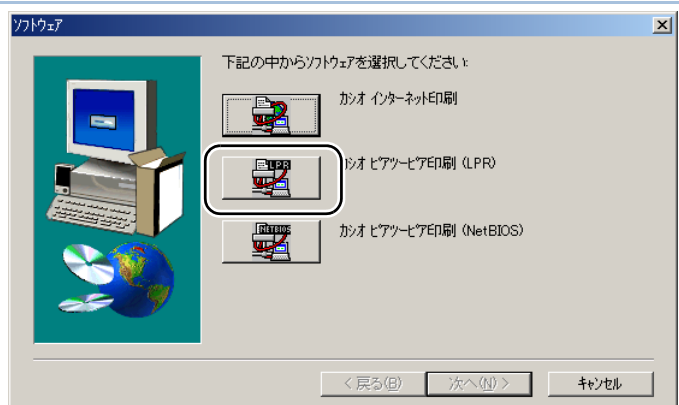 ソフトウェア
下記の中からソフトウェアを選択してください:
カシオ インターネット印刷
LPR
カシオ ピアツーピア印刷 (LPR)
NETBIOS
カシオ ピアツーピア印刷 (NetBIOS)
< 戻る(B)
次へ(N) >
キャンセル